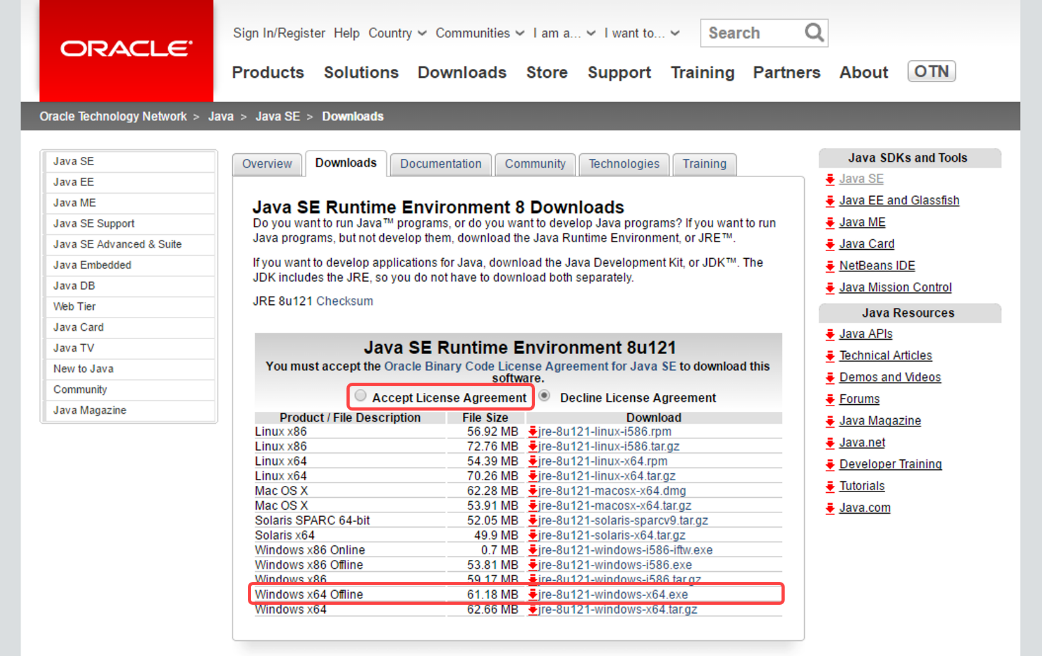 ORACLE
Sign In/Register Help Country Communities I am a... I want to... Search
Products Solutions Downloads Store Support Training Partners About OTN
Oracle Technology Network > Java > Java SE > Downloads
Java SE
Java EE
Java ME
Java SE Support
Java SE Advanced & Suite
Java Embedded
Java DB
Web Tier
Java Card
Java TV
New to Java
Community
Java Magazine
Overview Downloads Documentation Community Technologies Training
Java SE Runtime Environment 8 Downloads
Do you want to run Java™ programs, or do you want to develop Java programs? If you want to run
Java programs, but not develop them, download the Java Runtime Environment, or JRE™.
If you want to develop applications for Java, download the Java Development Kit, or JDK™. The
JDK includes the JRE, so you do not have to download both separately.
JRE 8u121 Checksum
Java SE Runtime Environment 8u121
You must accept the Oracle Binary Code License Agreement for Java SE to download this
software.
Accept License Agreement Decline License Agreement
Product / File Description File Size Download
Linux x86 56.92 MB jre-8u121-linux-i586.rpm
Linux x86 72.76 MB jre-8u121-linux-i586.tar.gz
Linux x64 54.39 MB jre-8u121-linux-x64.rpm
Linux x64 70.26 MB jre-8u121-linux-x64.tar.gz
Mac OS X 62.28 MB jre-8u121-macosx-x64.dmg
Mac OS X 53.91 MB jre-8u121-macosx-x64.tar.gz
Solaris SPARC 64-bit 52.05 MB jre-8u121-solaris-sparcv9.tar.gz
Solaris x64 49.9 MB jre-8u121-solaris-x64.tar.gz
Windows x86 Online 0.7 MB jre-8u121-windows-i586-iftw.exe
Windows x86 Offline 53.81 MB jre-8u121-windows-i586.exe
Windows x86 59.17 MB jre-8u121-windows-i586.tar.gz
Windows x64 Offline 61.18 MB jre-8u121-windows-x64.exe
Windows x64 62.66 MB jre-8u121-windows-x64.tar.gz
Java SDKs and Tools
Java SE
Java EE and Glassfish
Java ME
Java Card
NetBeans IDE
Java Mission Control
Java Resources
Java APIs
Technical Articles
Demos and Videos
Forums
Java Magazine
Java.net
Developer Training
Tutorials
Java.com